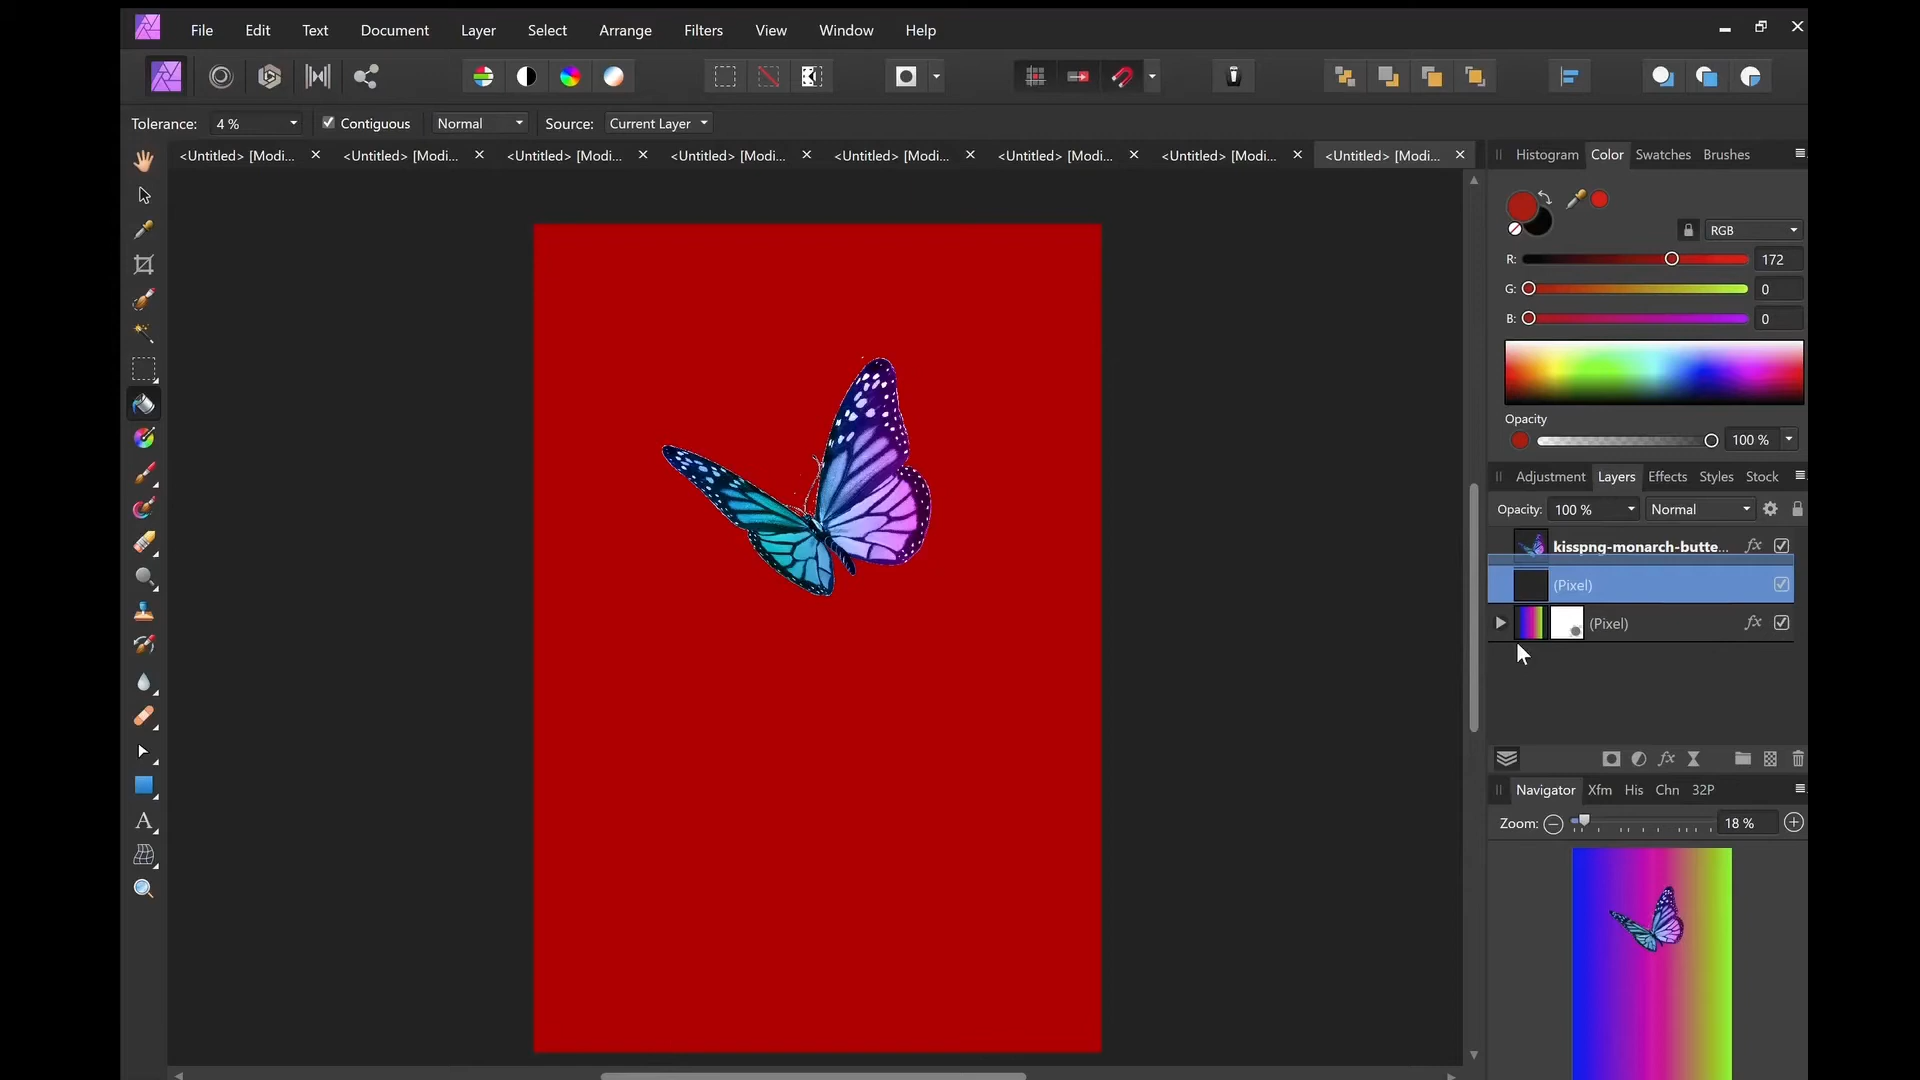 File Edit Text Document Layer Select Arrange Filters View Window Help
Tolerance: 4 % Contiguous Normal Source: Current Layer
<Untitled> [Modi... <Untitled> [Modi... <Untitled> [Modi... <Untitled> [Modi... <Untitled> [Modi... <Untitled> [Modi... <Untitled> [Modi... <Untitled> [Modi...
Histogram Color Swatches Brushes
RGB
R: 172
G: 0
B: 0
Opacity
100 %
Adjustment Layers Effects Styles Stock
Opacity: 100 % Normal
kisspng-monarch-butte... fx
(Pixel)
(Pixel) fx
fx
Navigator Xfm His Chn 32P
Zoom: 18 %
A